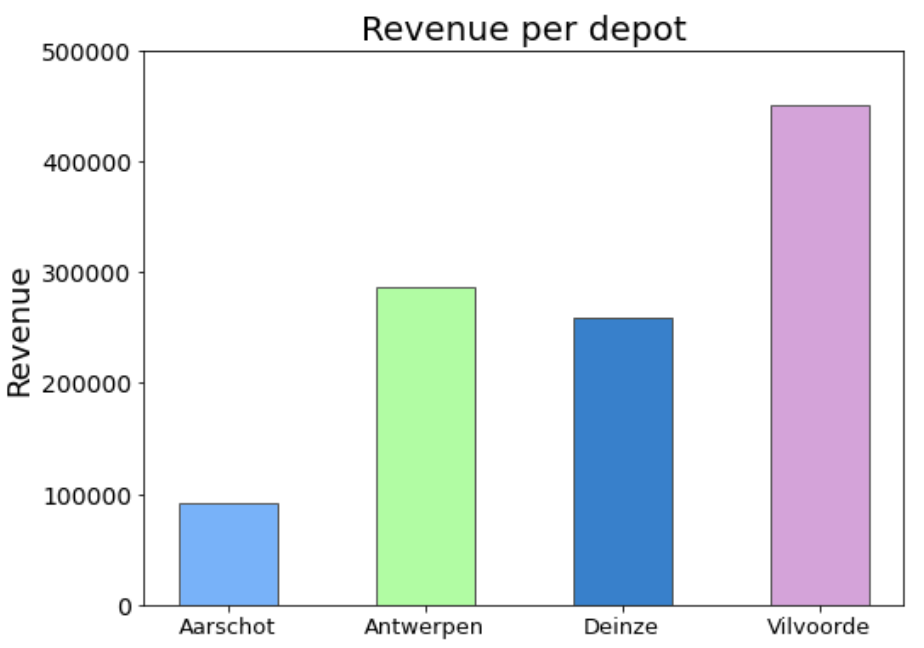 Revenue per depot
500000
400000
300000
200000
100000
0
Revenue
Aarschot
Antwerpen
Deinze
Vilvoorde